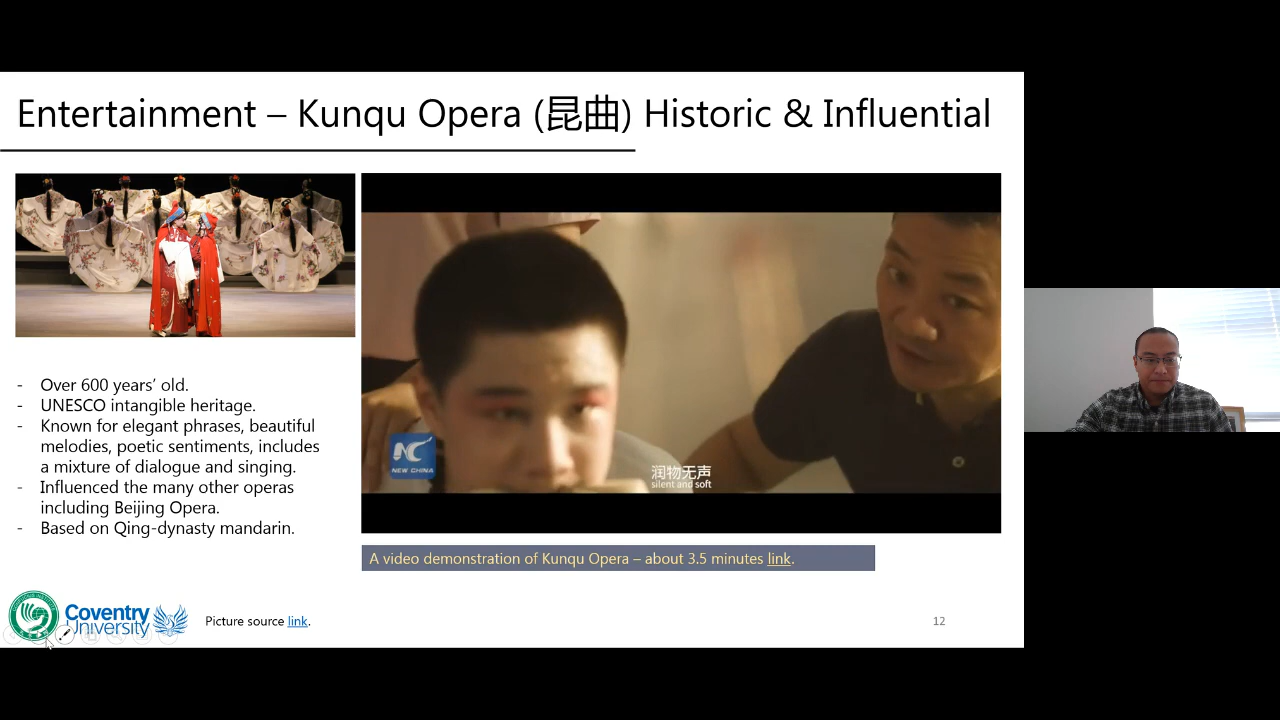 Entertainment – Kunqu Opera (昆曲) Historic & Influential
- Over 600 years’ old.
- UNESCO intangible heritage.
- Known for elegant phrases, beautiful
melodies, poetic sentiments, includes
a mixture of dialogue and singing.
- Influenced the many other operas
including Beijing Opera.
- Based on Qing-dynasty mandarin.
NEW CHINA
润物无声
silent and soft
A video demonstration of Kunqu Opera – about 3.5 minutes link.
Coventry
University
Picture source link.
12